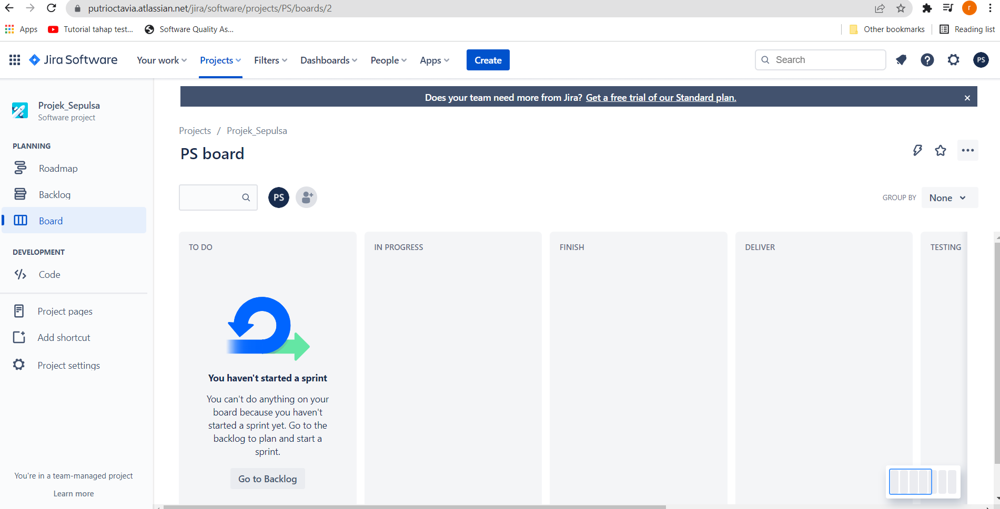 putrioctavia.atlassian.net/jira/software/projects/PS/boards/2
r
Apps
Tutorial tahap test...
Software Quality As...
Other bookmarks
Reading list
Jira Software
Your work
Projects
Filters
Dashboards
People
Apps
Create
Search
PS
Projek_Sepulsa
Software project
PLANNING
Roadmap
Backlog
Board
DEVELOPMENT
Code
Project pages
Add shortcut
Project settings
You're in a team-managed project
Learn more
Does your team need more from Jira? Get a free trial of our Standard plan.
Projects / Projek_Sepulsa
PS board
PS
GROUP BY
None
TO DO
IN PROGRESS
FINISH
DELIVER
TESTING
You haven't started a sprint
You can't do anything on your
board because you haven't
started a sprint yet. Go to the
backlog to plan and start a
sprint.
Go to Backlog